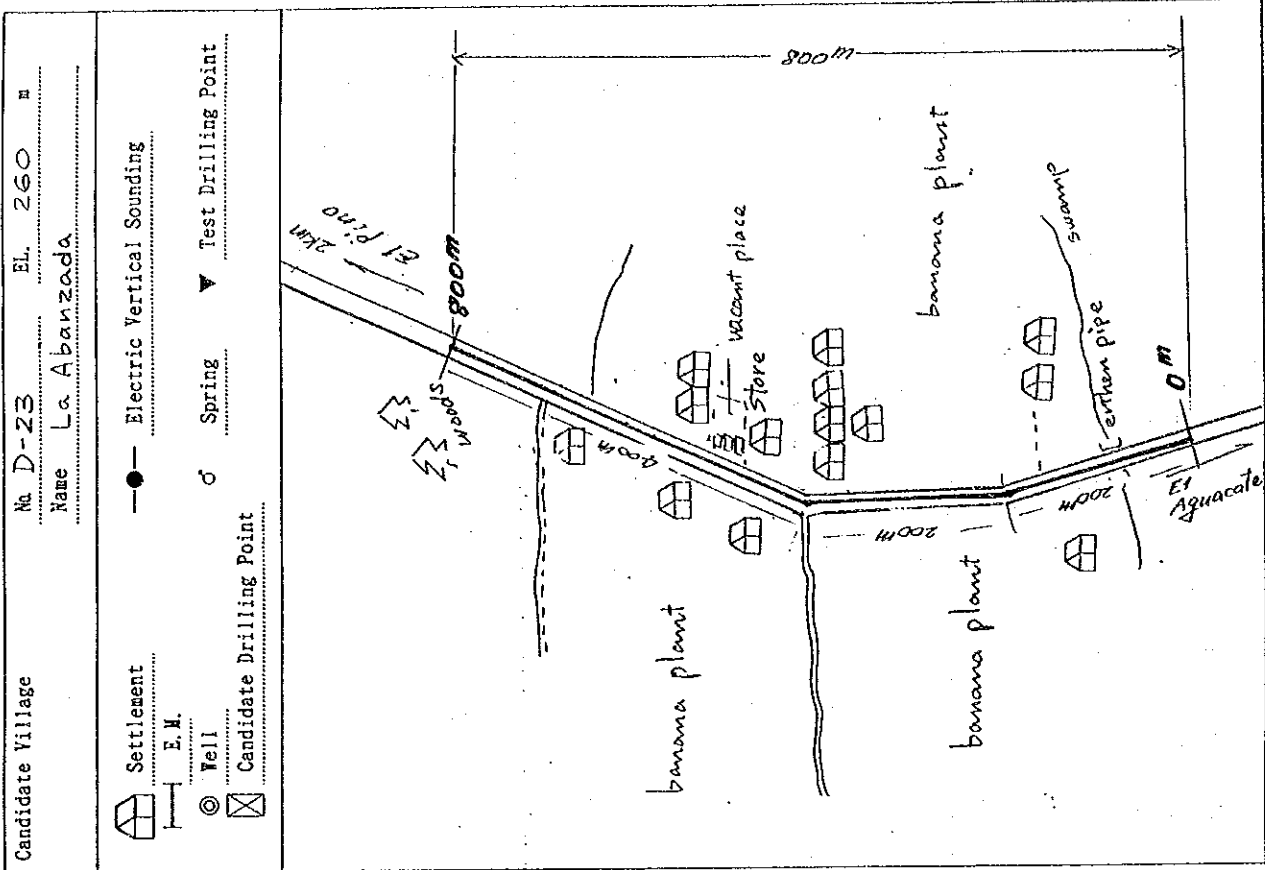 Candidate Village
No. D-23
EL. 260 m
Name La Abanzada
Settlement
E.M.
Well
Candidate Drilling Point
Electric Vertical Sounding
Spring
Test Drilling Point
2km
El Pino
800m
800m
woods
400m
vacant place
Store
banana plant
banana plant
banana plant
200m
200m
swamp
erthen pipe
0m
El
Aguacate